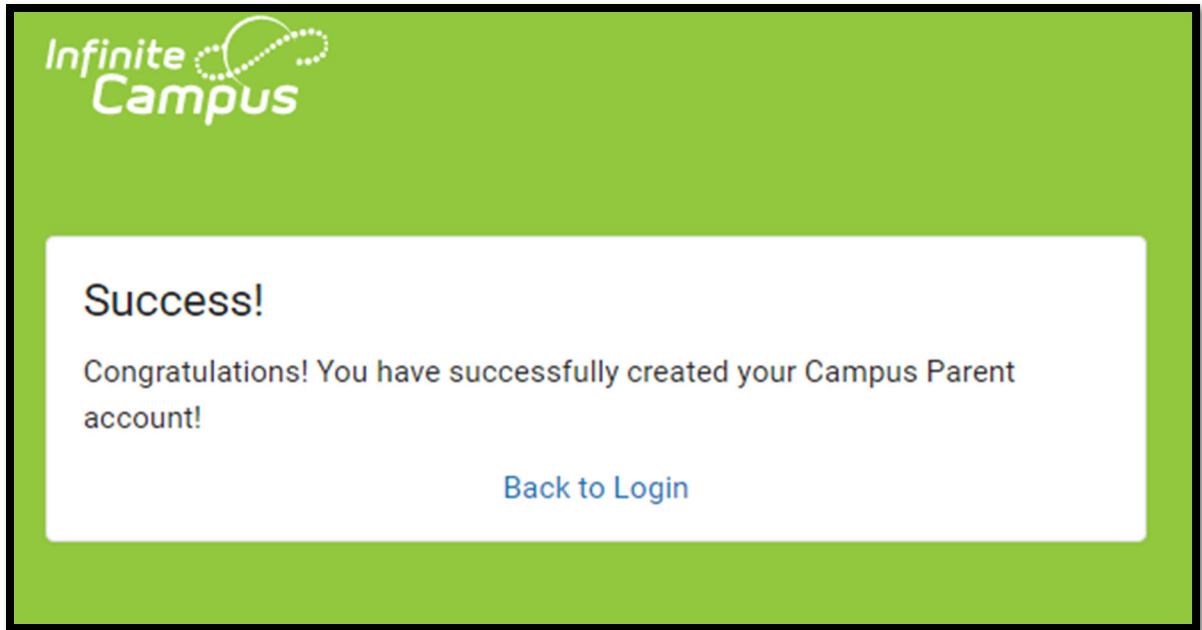 Infinite
Campus
Success!
Congratulations! You have successfully created your Campus Parent
account!
Back to Login